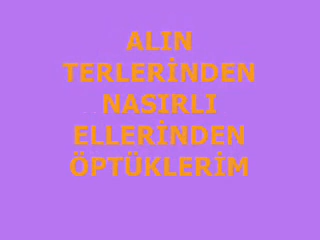 ALIN
TERLERİNDEN
NASIRLI
ELLERİNDEN
ÖPTÜKLERİM